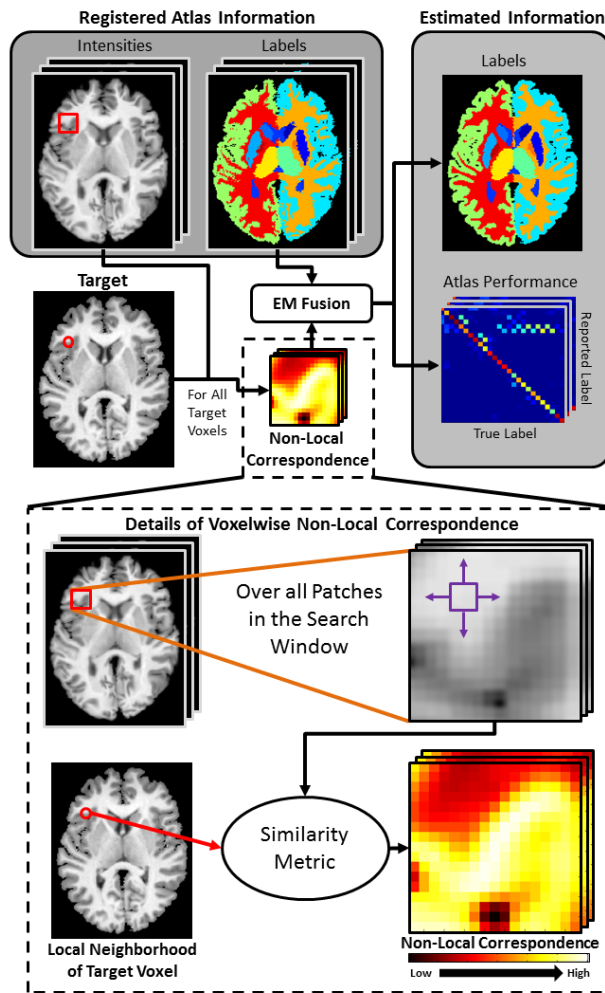 Registered Atlas Information
Estimated Information
Intensities
Labels
Labels
Target
EM Fusion
Atlas Performance
Reported Label
True Label
For All
Target
Voxels
Non-Local
Correspondence
Details of Voxelwise Non-Local Correspondence
Over all Patches
in the Search
Window
Similarity
Metric
Local Neighborhood
of Target Voxel
Non-Local Correspondence
Low
High